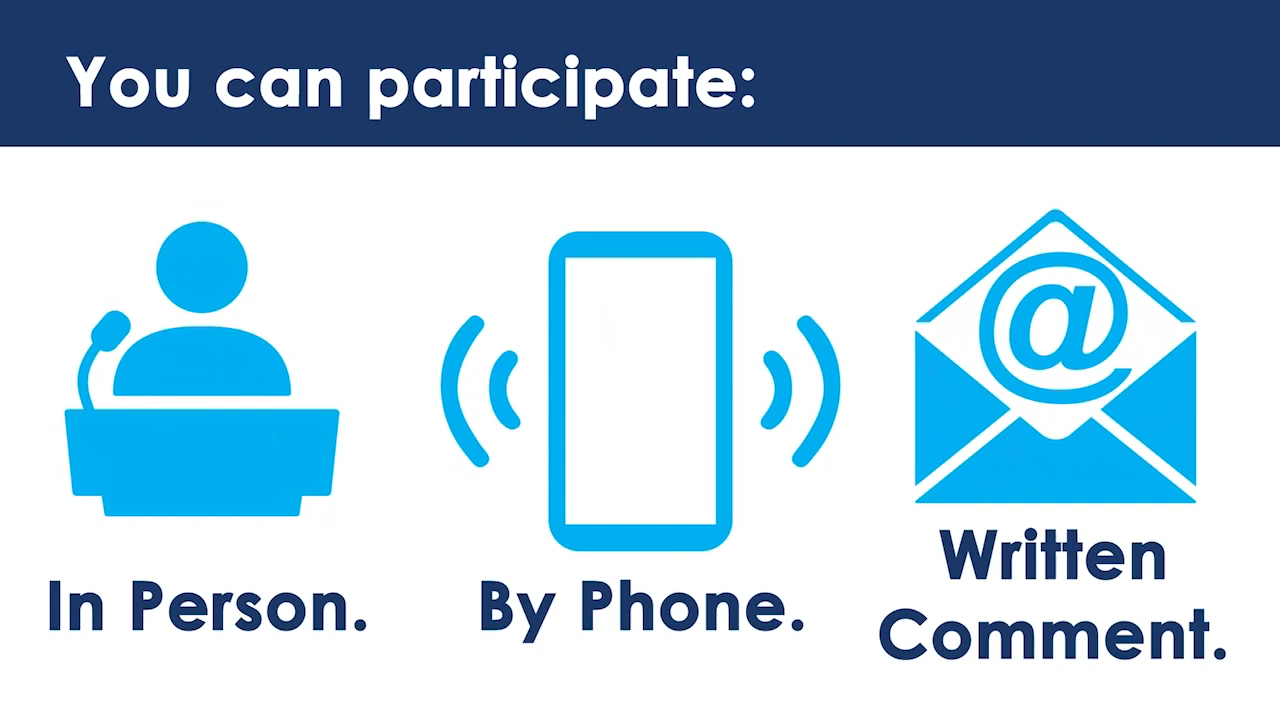 You can participate:
In Person.
By Phone.
Written
Comment.